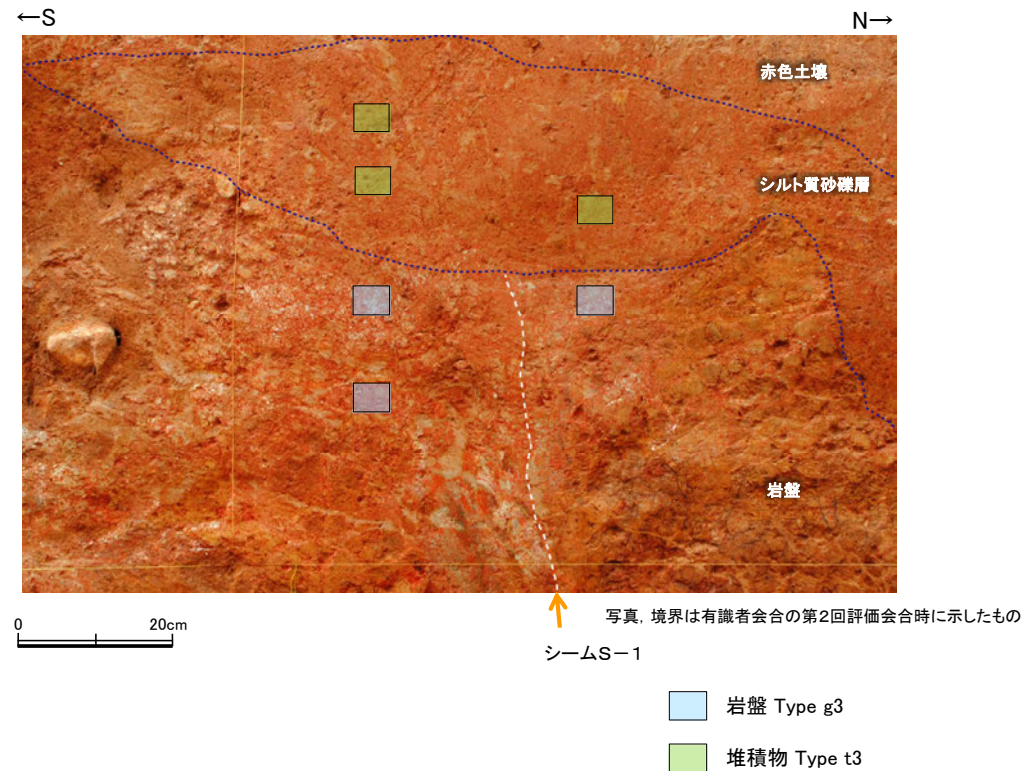 ←S
N→
赤色土壌
シルト質砂礫層
岩盤
0 20cm
写真，境界は有識者会合の第2回評価会合時に示したもの
シームS－1
岩盤 Type g3
堆積物 Type t3